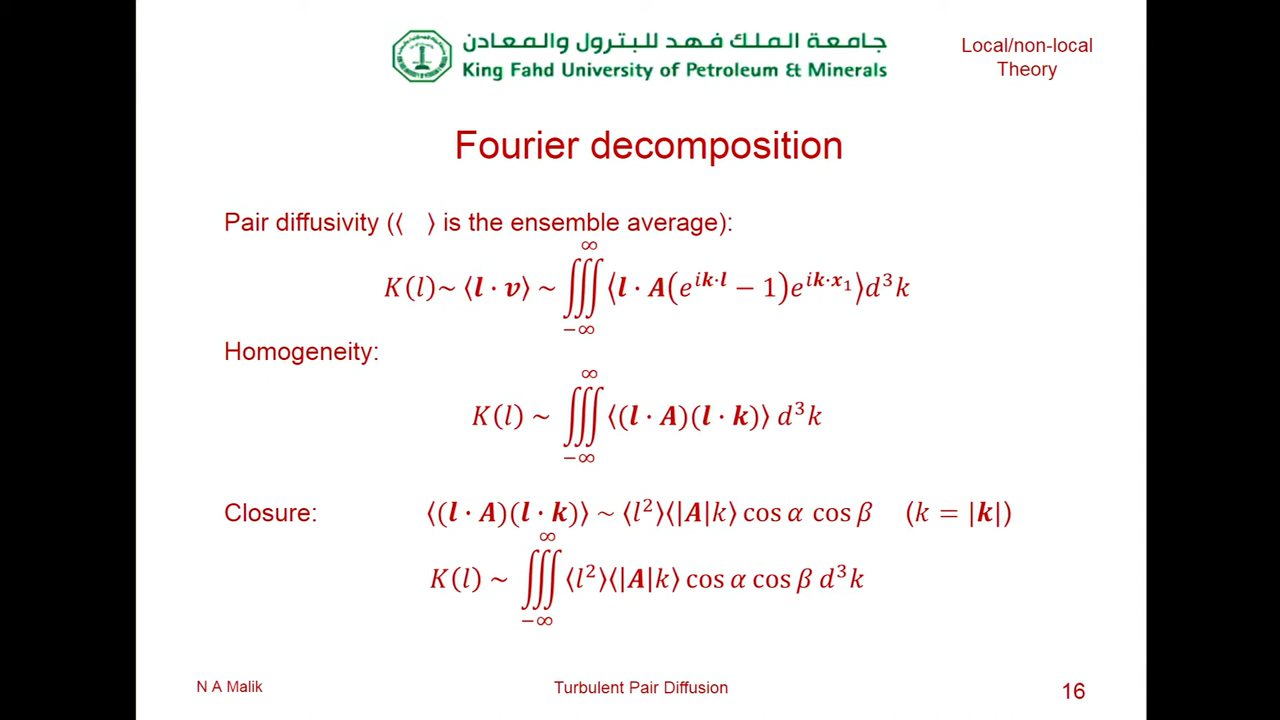 جامعة الملك فهد للبترول والمعادن
King Fahd University of Petroleum & Minerals
Local/non-local
Theory
Fourier decomposition
Pair diffusivity (⟨ ⟩ is the ensemble average):
K(l)~ ⟨l · v⟩ ~ ∭_{−∞}^{∞} ⟨l · A(e^{ik·l} − 1)e^{ik·x₁}⟩d³k
Homogeneity:
K(l) ~ ∭_{−∞}^{∞} ⟨(l · A)(l · k)⟩ d³k
Closure: ⟨(l · A)(l · k)⟩ ~ ⟨l²⟩⟨|A|k⟩ cos α cos β (k = |k|)
K(l) ~ ∭_{−∞}^{∞} ⟨l²⟩⟨|A|k⟩ cos α cos β d³k
N A Malik
Turbulent Pair Diffusion
16